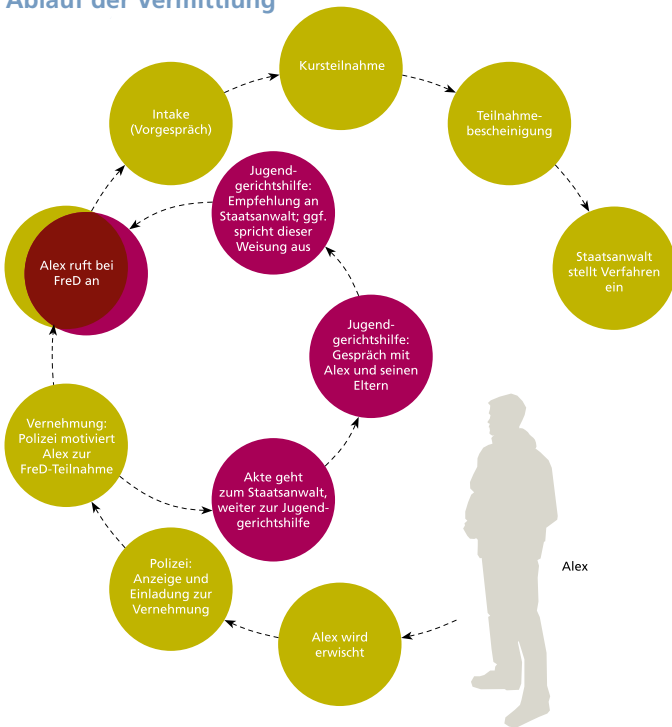 Ablauf der Vermittlung
Kursteilnahme
Intake
(Vorgespräch)
Teilnahme-
bescheinigung
Jugend-
gerichtshilfe:
Empfehlung an
Staatsanwalt; ggf.
spricht dieser
Weisung aus
Alex ruft bei
FreD an
Staatsanwalt
stellt Verfahren
ein
Jugend-
gerichtshilfe:
Gespräch mit
Alex und seinen
Eltern
Vernehmung:
Polizei motiviert
Alex zur
FreD-Teilnahme
Akte geht
zum Staatsanwalt,
weiter zur Jugend-
gerichtshilfe
Polizei:
Anzeige und
Einladung zur
Vernehmung
Alex
Alex wird
erwischt